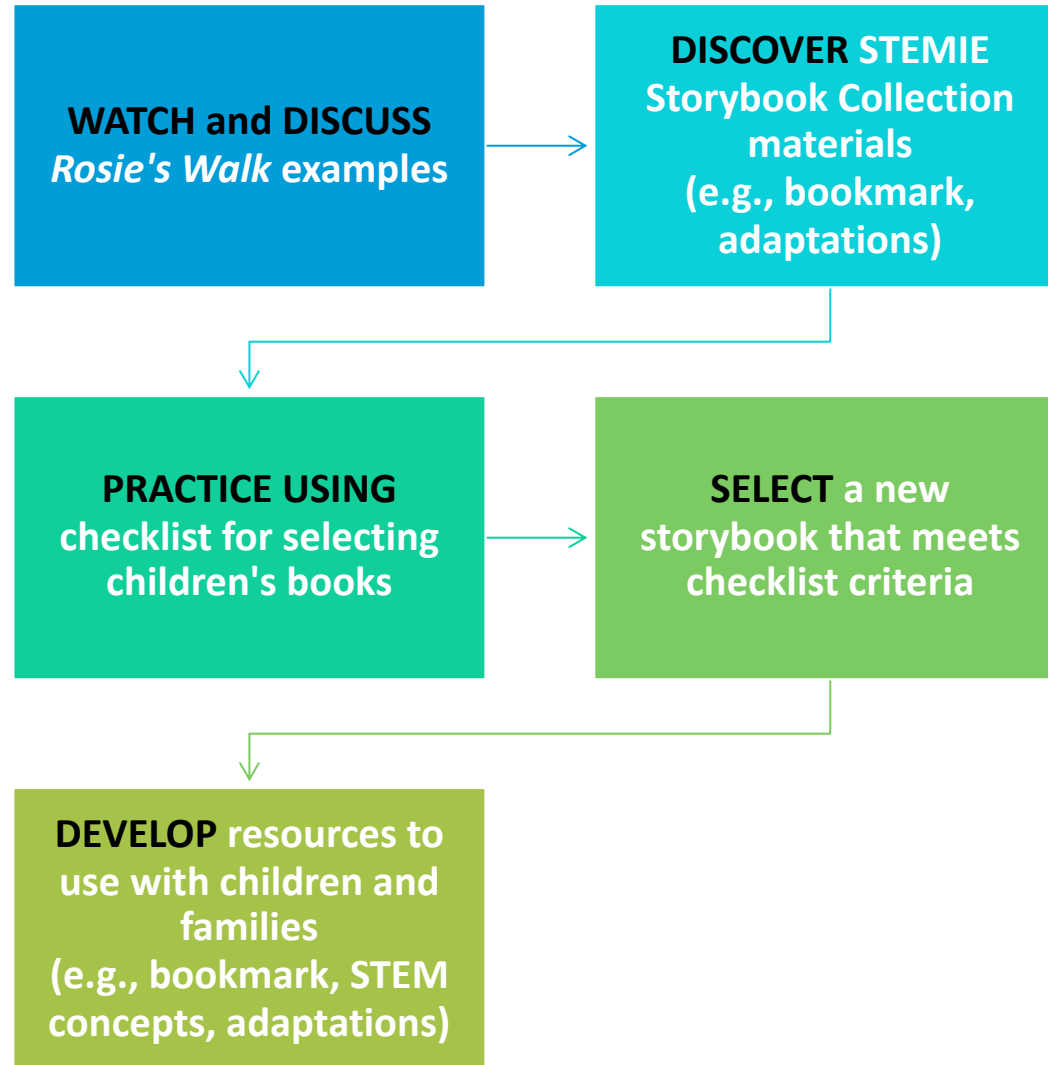 WATCH and DISCUSS
Rosie's Walk examples
DISCOVER STEMIE
Storybook Collection
materials
(e.g., bookmark,
adaptations)
PRACTICE USING
checklist for selecting
children's books
SELECT a new
storybook that meets
checklist criteria
DEVELOP resources to
use with children and
families
(e.g., bookmark, STEM
concepts, adaptations)